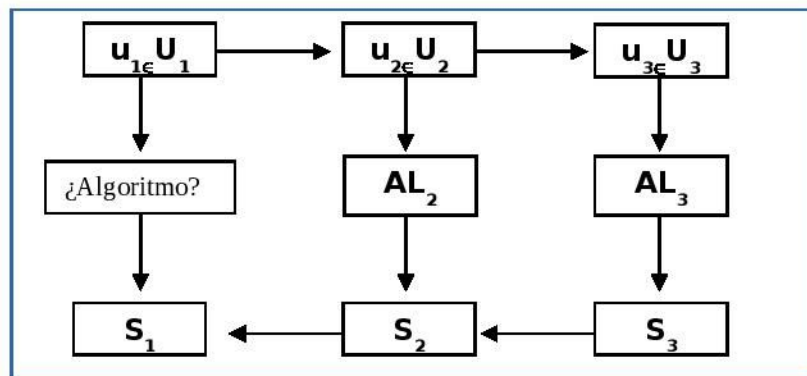 u₁∈U₁ u₂∈U₂ u₃∈U₃
¿Algoritmo? AL₂ AL₃
S₁ S₂ S₃